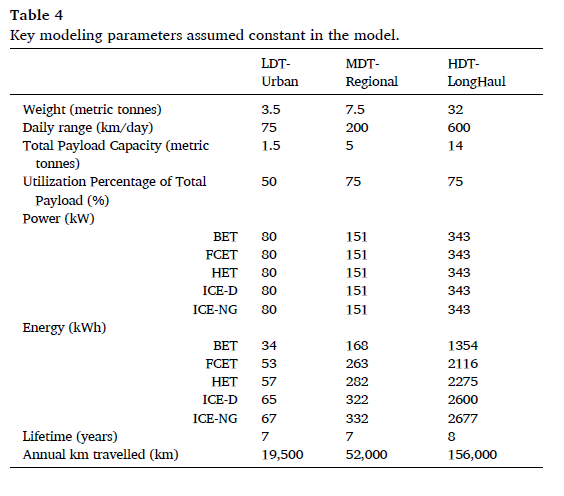 Table 4
Key modeling parameters assumed constant in the model.
LDT- MDT- HDT-
Urban Regional LongHaul
Weight (metric tonnes) 3.5 7.5 32
Daily range (km/day) 75 200 600
Total Payload Capacity (metric 1.5 5 14
tonnes)
Utilization Percentage of Total 50 75 75
Payload (%)
Power (kW)
BET 80 151 343
FCET 80 151 343
HET 80 151 343
ICE-D 80 151 343
ICE-NG 80 151 343
Energy (kWh)
BET 34 168 1354
FCET 53 263 2116
HET 57 282 2275
ICE-D 65 322 2600
ICE-NG 67 332 2677
Lifetime (years) 7 7 8
Annual km travelled (km) 19,500 52,000 156,000